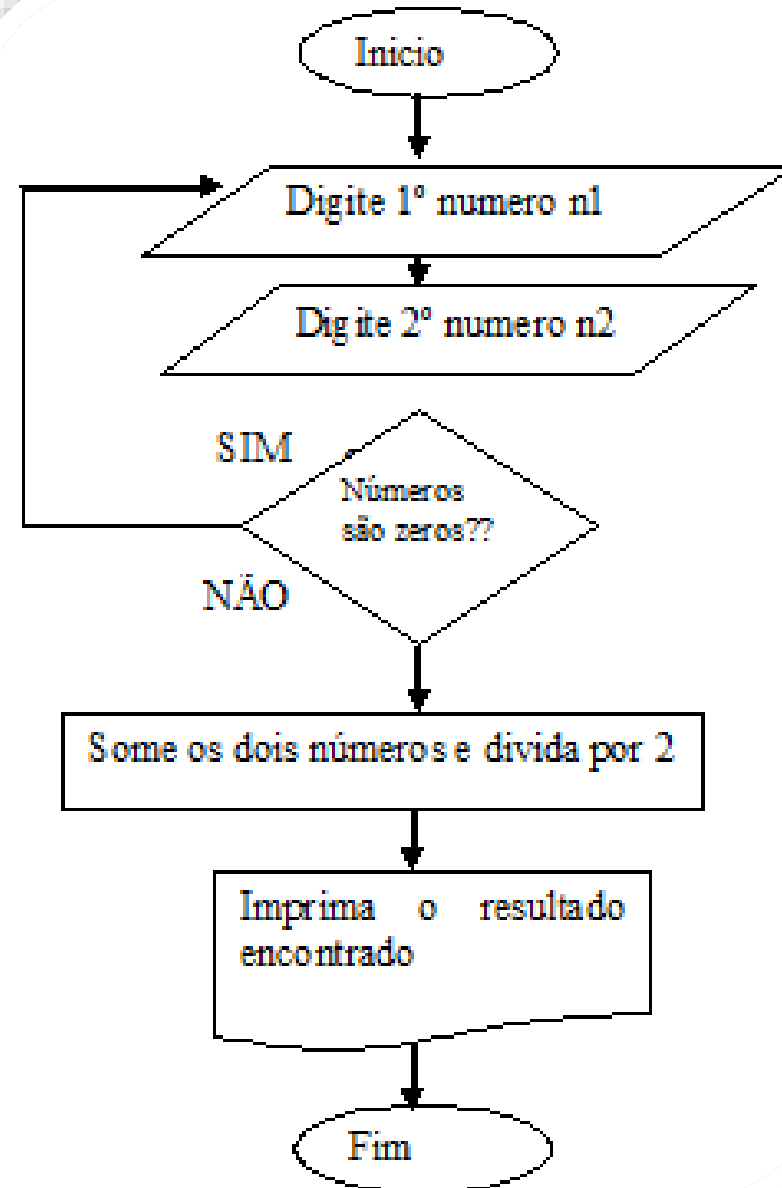 Inicio
Digite 1º numero n1
Digite 2º numero n2
SIM
Números
são zeros??
NÃO
Some os dois números e divida por 2
Imprima o resultado
encontrado
Fim